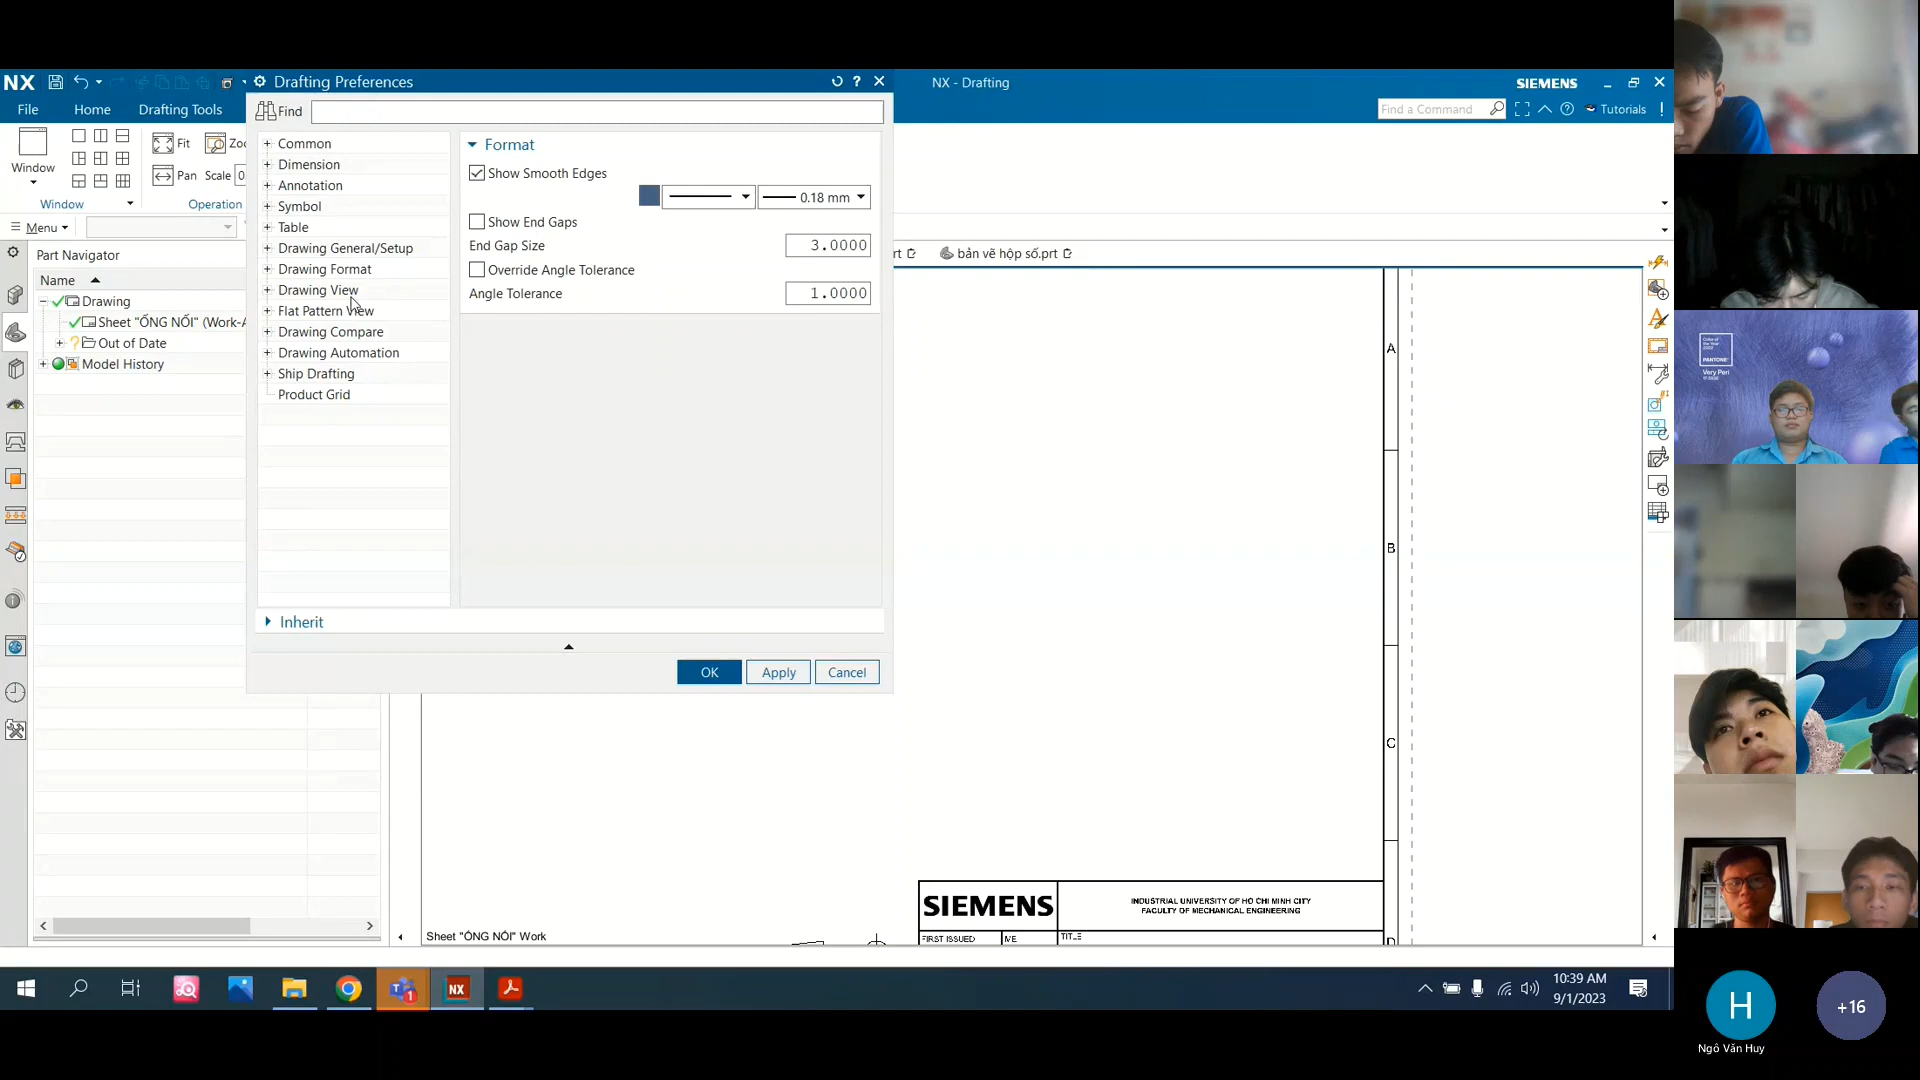 NX
Drafting Preferences
NX - Drafting
SIEMENS
File
Home
Drafting Tools
Find
Find a Command
Tutorials
Window
Fit
Pan
Scale
Window
Operation
Menu
Common
Dimension
Annotation
Symbol
Table
Drawing General/Setup
Drawing Format
Drawing View
Flat Pattern View
Drawing Compare
Drawing Automation
Ship Drafting
Product Grid
Format
Show Smooth Edges
0.18 mm
Show End Gaps
End Gap Size
3.0000
Override Angle Tolerance
Angle Tolerance
1.0000
Inherit
OK
Apply
Cancel
Part Navigator
Name
Drawing
Sheet "ỐNG NỐI" (Work-A
Out of Date
Model History
rt
bản vẽ hộp số.prt
A
B
C
D
SIEMENS
INDUSTRIAL UNIVERSITY OF HO CHI MINH CITY
FACULTY OF MECHANICAL ENGINEERING
FIRST ISSUED
TITLE
Sheet "ỐNG NỐI" Work
10:39 AM
9/1/2023
PANTONE
Very Peri
H
Ngô Văn Huy
+16